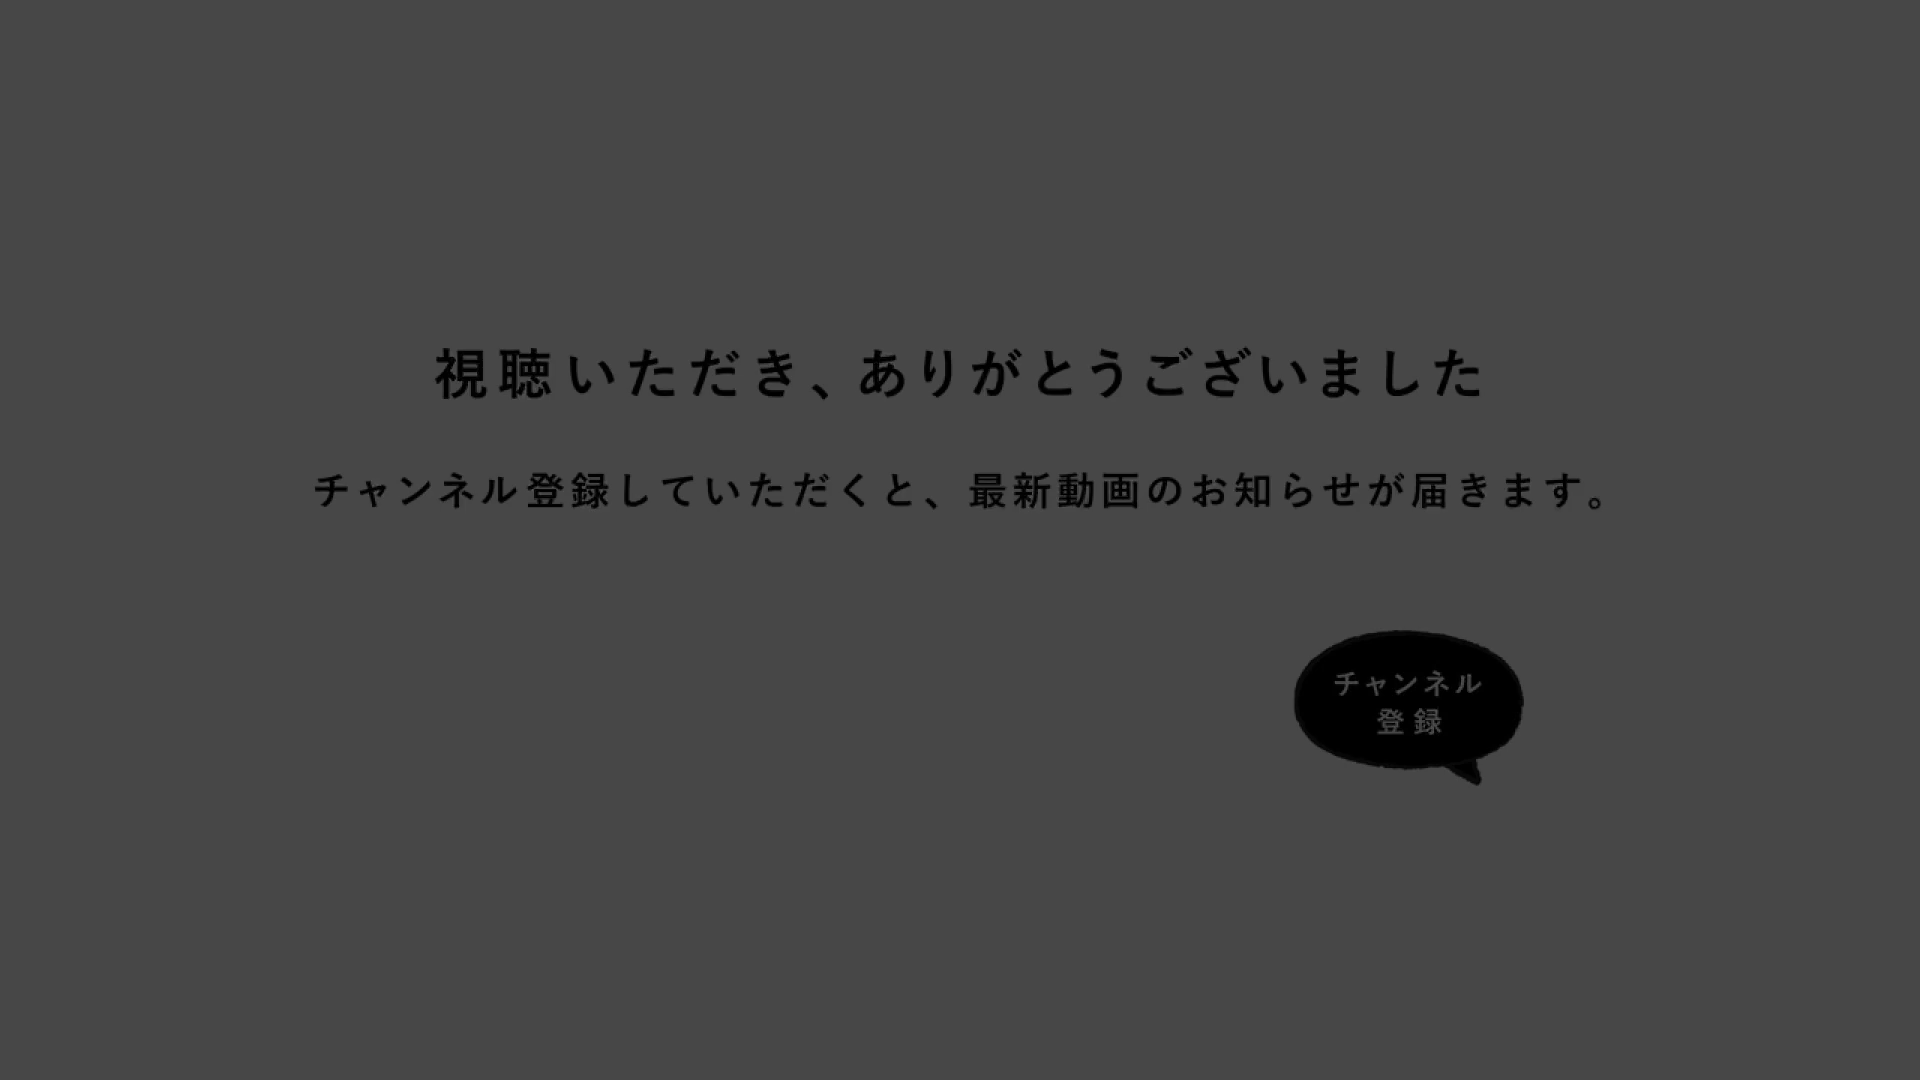 視聴いただき、ありがとうございました
チャンネル登録していただくと、最新動画のお知らせが届きます。
チャンネル
登録